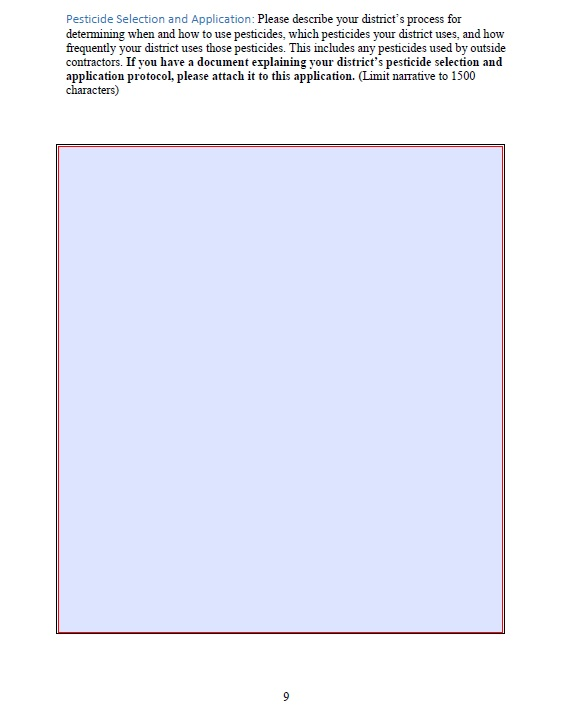 Pesticide Selection and Application: Please describe your district's process for
determining when and how to use pesticides, which pesticides your district uses, and how
frequently your district uses those pesticides. This includes any pesticides used by outside
contractors. If you have a document explaining your district's pesticide selection and
application protocol, please attach it to this application. (Limit narrative to 1500
characters)
9